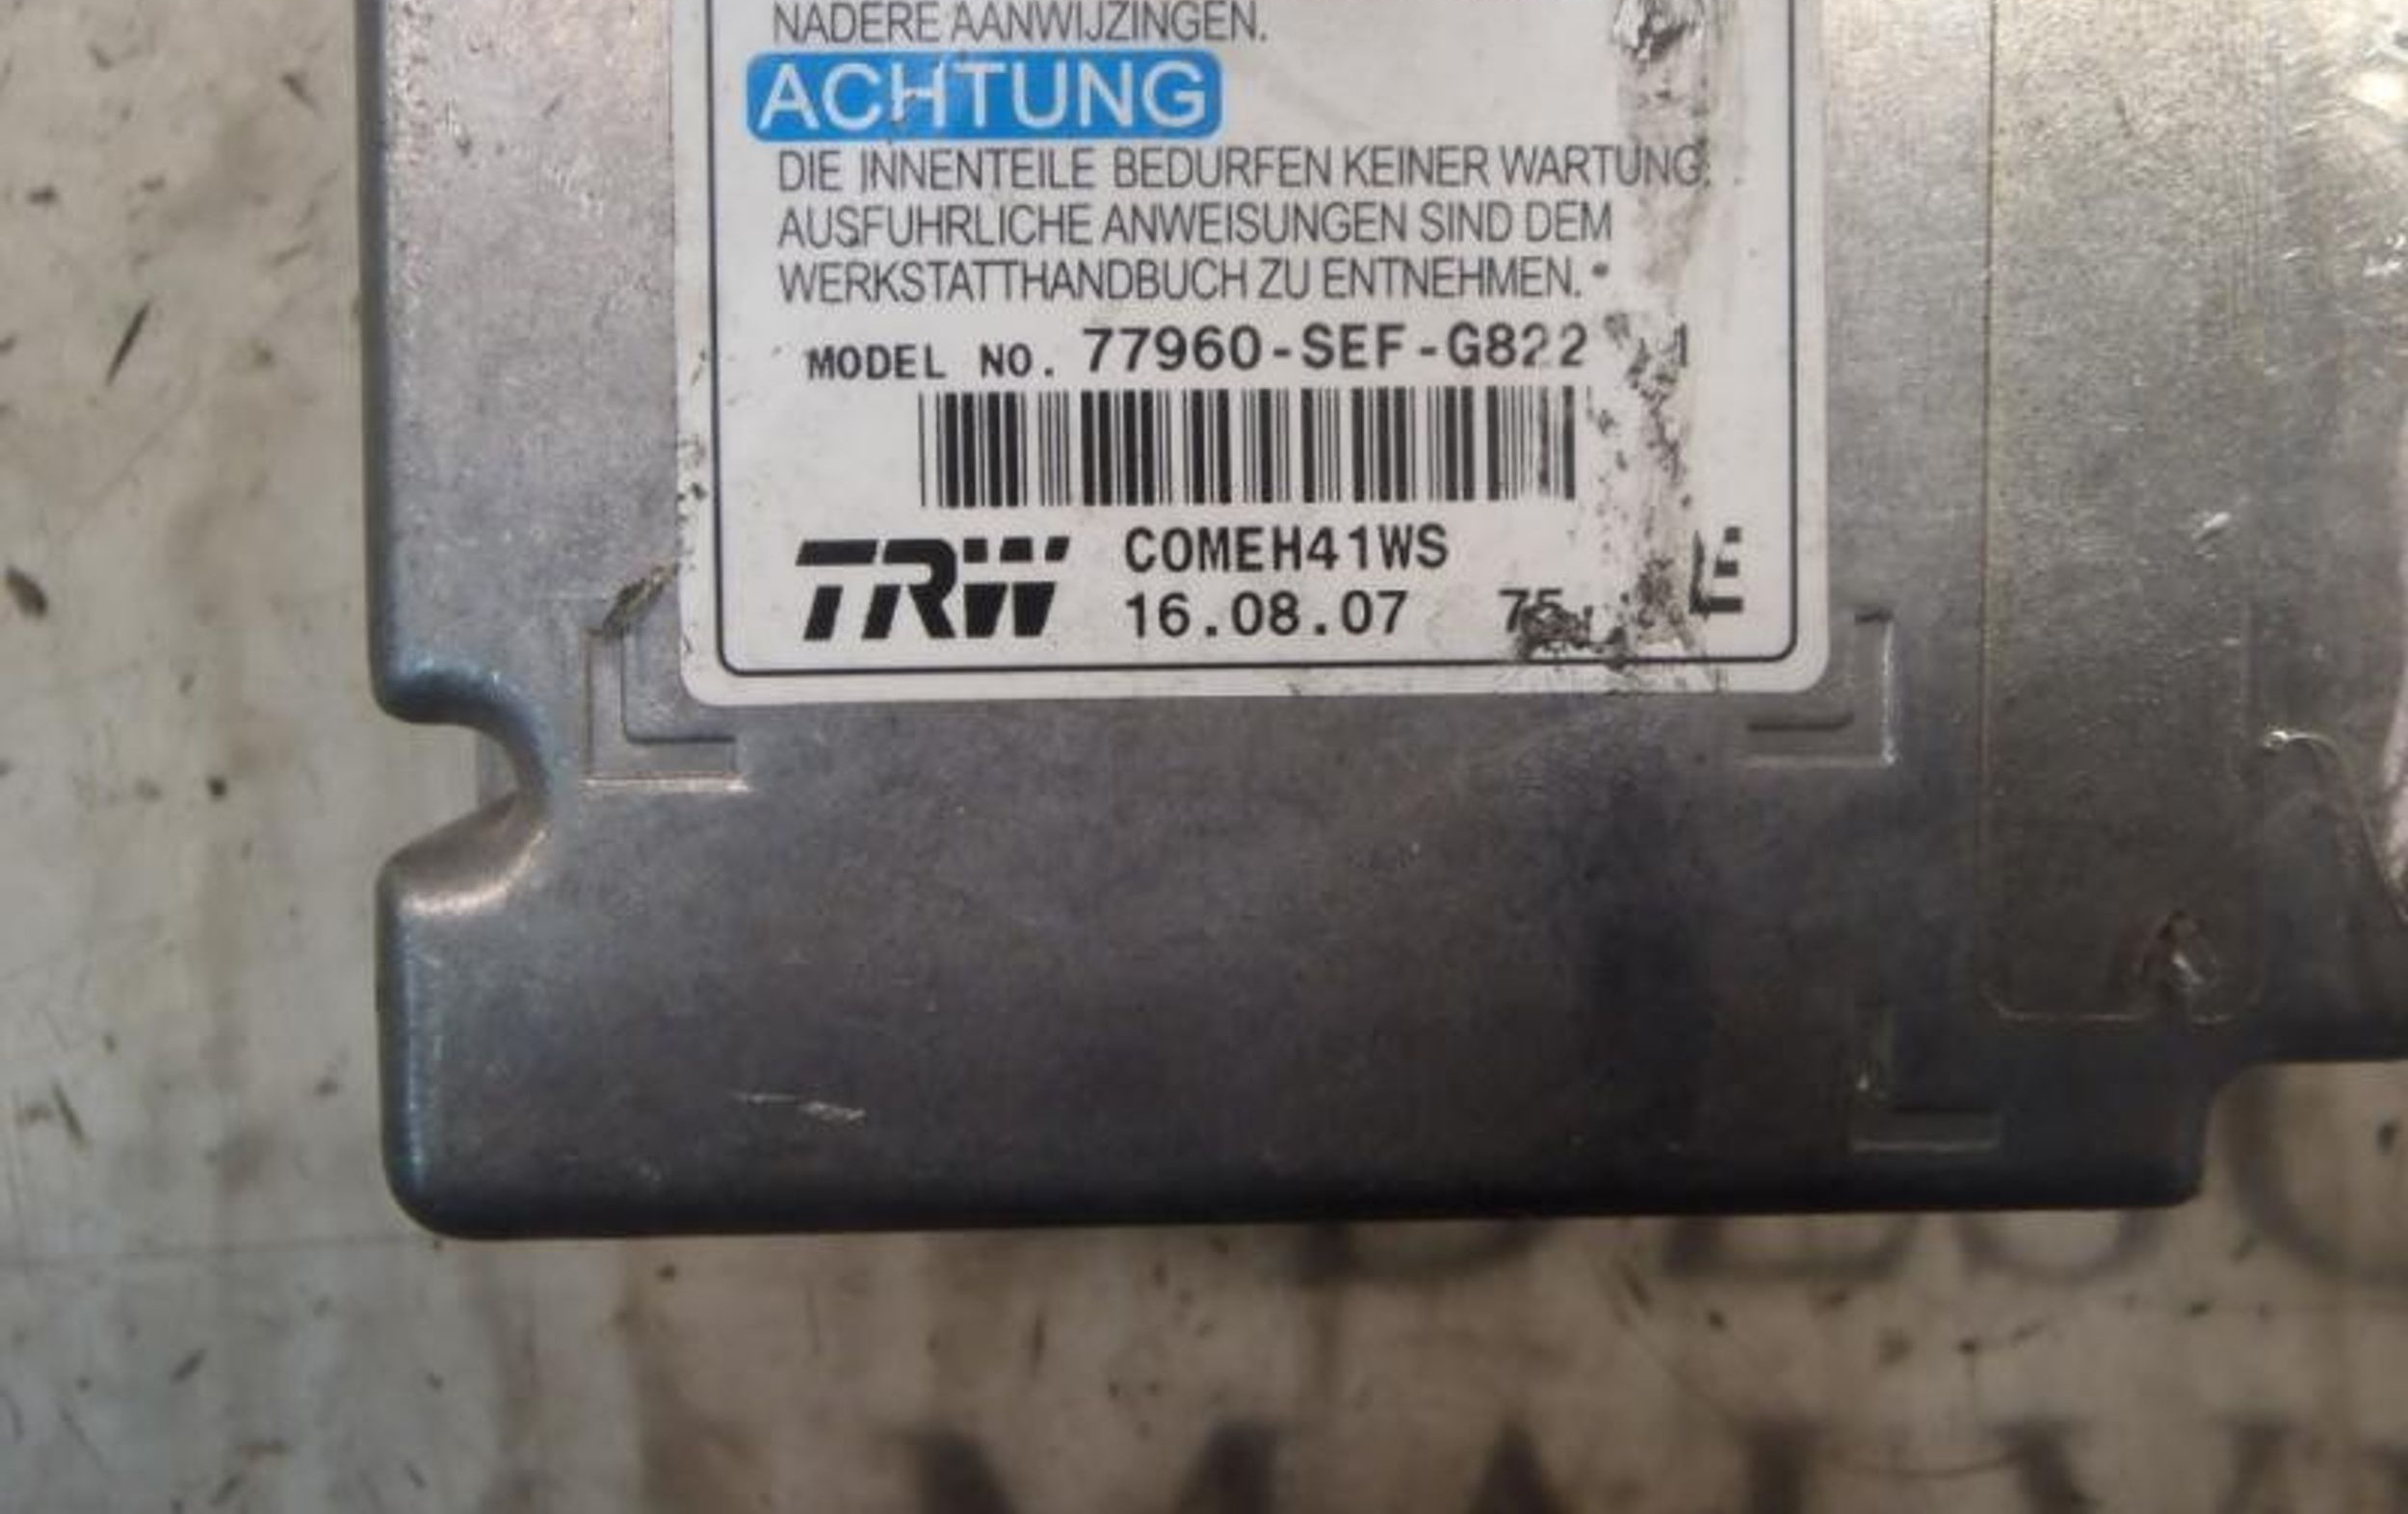 NADERE AANWIJZINGEN.
ACHTUNG
DIE INNENTEILE BEDURFEN KEINER WARTUNG.
AUSFUHRLICHE ANWEISUNGEN SIND DEM
WERKSTATTHANDBUCH ZU ENTNEHMEN.
MODEL NO. 77960-SEF-G822
TRW COMEH41WS
16.08.07